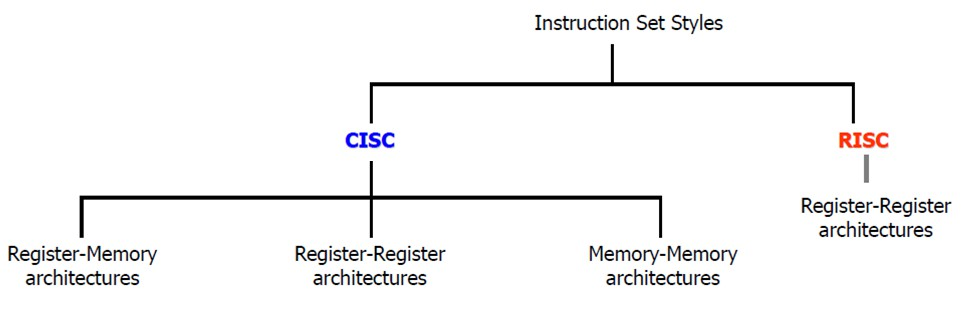 Instruction Set Styles
CISC
RISC
Register-Register
architectures
Register-Memory
architectures
Register-Register
architectures
Memory-Memory
architectures